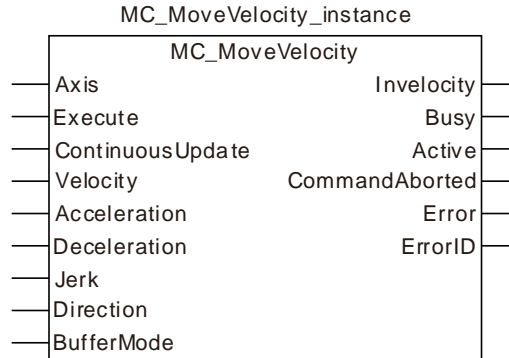 MC_MoveVelocity_instance
MC_MoveVelocity
Axis Invelocity
Execute Busy
ContinuousUpdate Active
Velocity CommandAborted
Acceleration Error
Deceleration ErrorID
Jerk
Direction
BufferMode